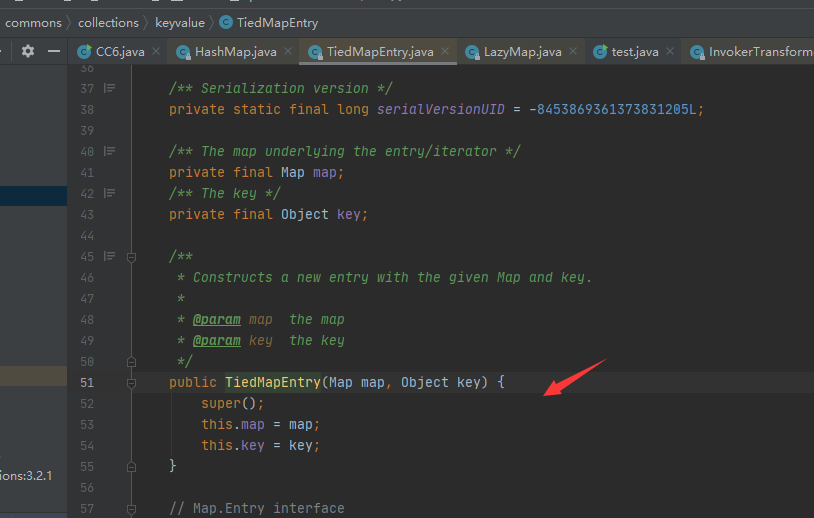 commons collections keyvalue TiedMapEntry
CC6.java HashMap.java TiedMapEntry.java LazyMap.java test.java InvokerTransform
36
37 /** Serialization version */
38 private static final long serialVersionUID = -8453869361373831205L;
39
40 /** The map underlying the entry/iterator */
41 private final Map map;
42 /** The key */
43 private final Object key;
44
45 /**
46 * Constructs a new entry with the given Map and key.
47 *
48 * @param map the map
49 * @param key the key
50 */
51 public TiedMapEntry(Map map, Object key) {
52 super();
53 this.map = map;
54 this.key = key;
55 }
56
ions:3.2.1
57 // Map.Entry interface